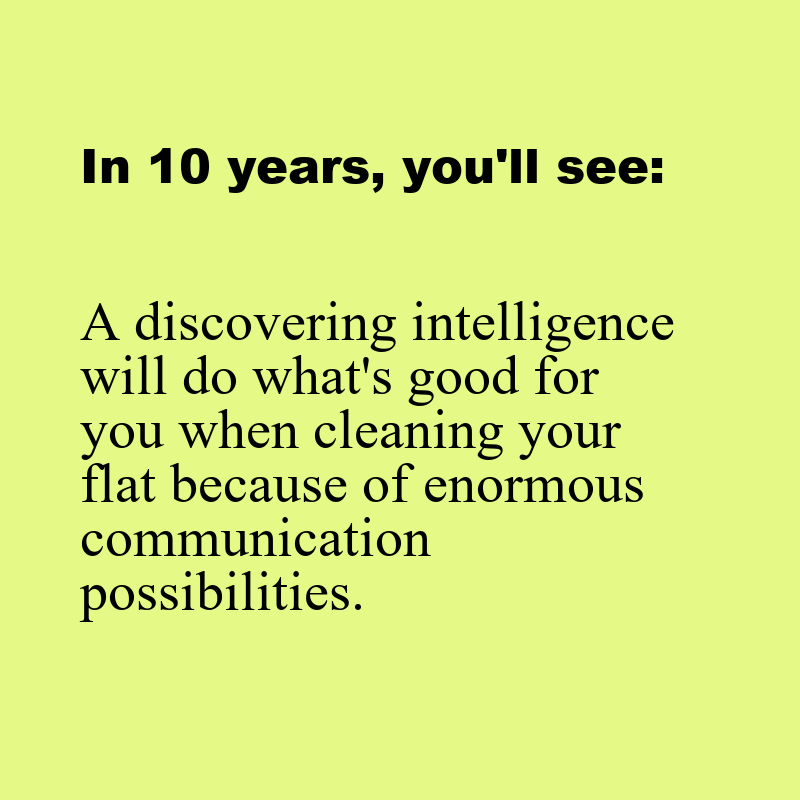 In 10 years, you'll see:
A discovering intelligence
will do what's good for
you when cleaning your
flat because of enormous
communication
possibilities.